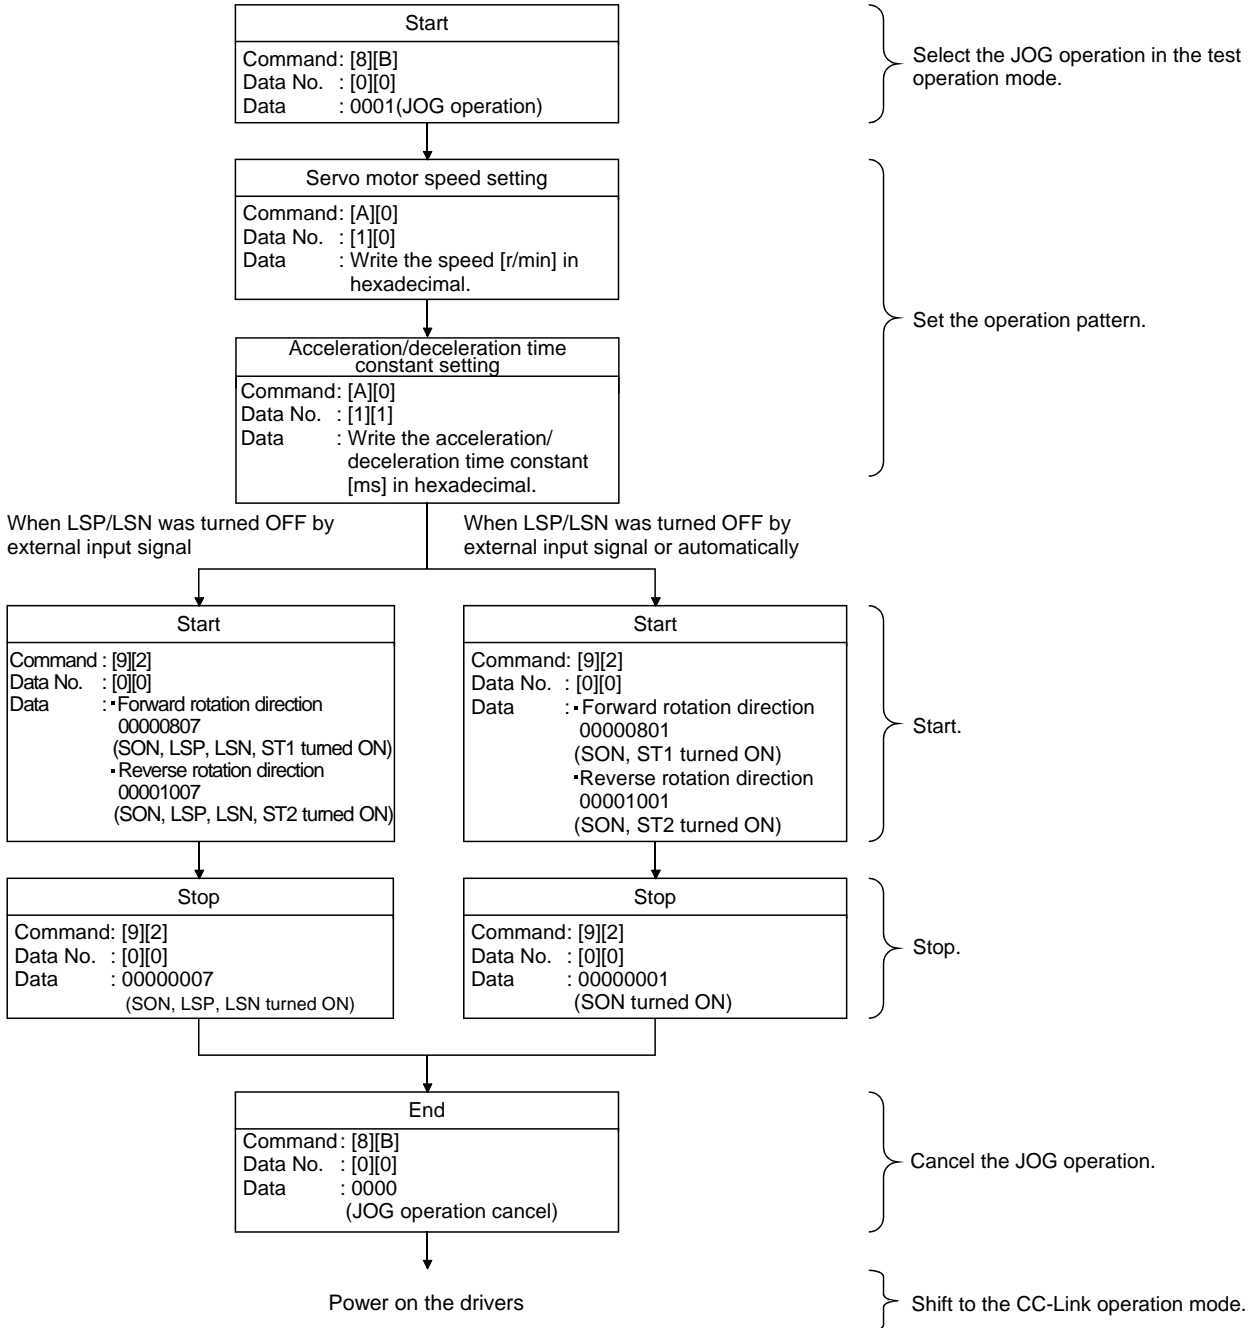 Start
Command: [8][B]
Data No. : [0][0]
Data : 0001(JOG operation)
Select the JOG operation in the test
operation mode.
Servo motor speed setting
Command: [A][0]
Data No. : [1][0]
Data : Write the speed [r/min] in
hexadecimal.
Acceleration/deceleration time
constant setting
Command: [A][0]
Data No. : [1][1]
Data : Write the acceleration/
deceleration time constant
[ms] in hexadecimal.
Set the operation pattern.
When LSP/LSN was turned OFF by
external input signal
When LSP/LSN was turned OFF by
external input signal or automatically
Start
Command : [9][2]
Data No. : [0][0]
Data : ▪Forward rotation direction
00000807
(SON, LSP, LSN, ST1 turned ON)
▪Reverse rotation direction
00001007
(SON, LSP, LSN, ST2 turned ON)
Start
Command: [9][2]
Data No. : [0][0]
Data : ▪Forward rotation direction
00000801
(SON, ST1 turned ON)
▪Reverse rotation direction
00001001
(SON, ST2 turned ON)
Start.
Stop
Command: [9][2]
Data No. : [0][0]
Data : 00000007
(SON, LSP, LSN turned ON)
Stop
Command: [9][2]
Data No. : [0][0]
Data : 00000001
(SON turned ON)
Stop.
End
Command: [8][B]
Data No. : [0][0]
Data : 0000
(JOG operation cancel)
Cancel the JOG operation.
Power on the drivers
Shift to the CC-Link operation mode.